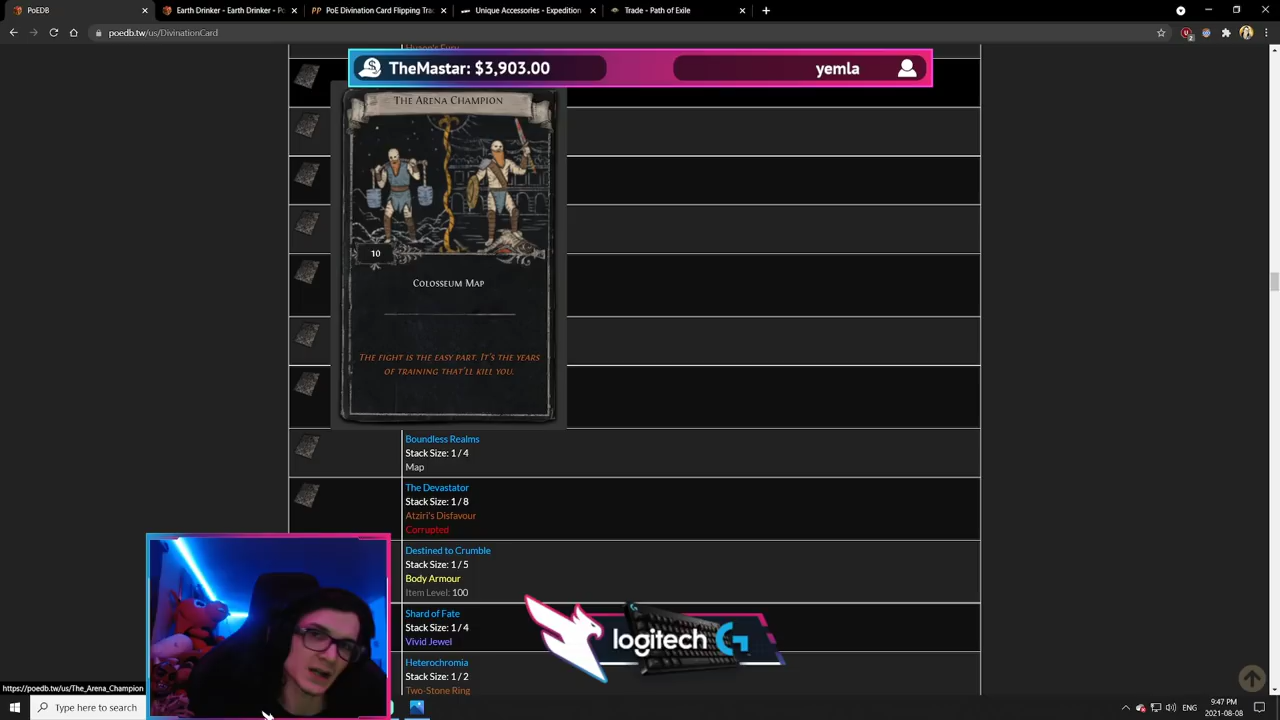 PoEDB
Earth Drinker - Earth Drinker - Po
PoE Divination Card Flipping Trac
Unique Accessories - Expedition
Trade - Path of Exile
poedb.tw/us/DivinationCard
Hyaon's Fury
TheMastar: $3,903.00
yemla
The Arena Champion
10
Colosseum Map
The fight is the easy part. It's the years
of training that'll kill you.
Boundless Realms
Stack Size: 1 / 4
Map
The Devastator
Stack Size: 1 / 8
Atziri's Disfavour
Corrupted
Destined to Crumble
Stack Size: 1 / 5
Body Armour
Item Level: 100
Shard of Fate
Stack Size: 1 / 4
Vivid Jewel
Heterochromia
Stack Size: 1 / 2
Two-Stone Ring
logitech G
https://poedb.tw/us/The_Arena_Champion
Type here to search
ENG
9:47 PM
2021-08-08